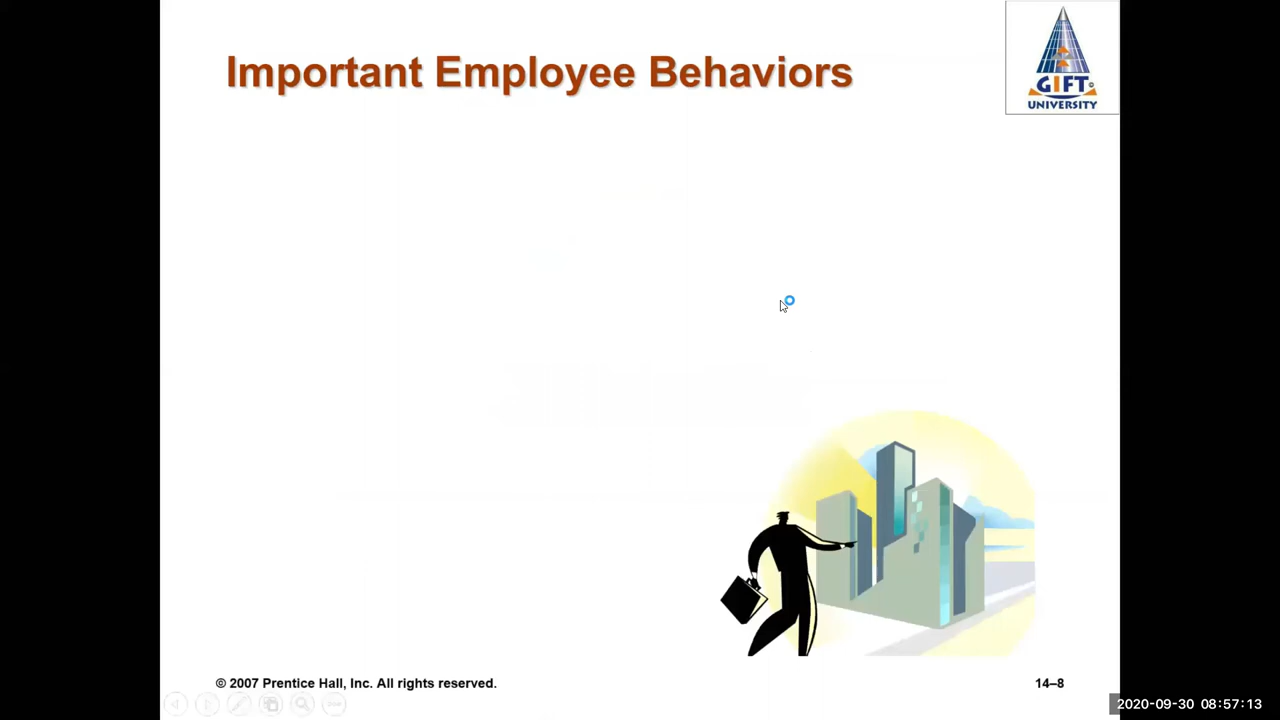 Important Employee Behaviors
GIFT
UNIVERSITY
© 2007 Prentice Hall, Inc. All rights reserved.
14–8
2020-09-30 08:57:13